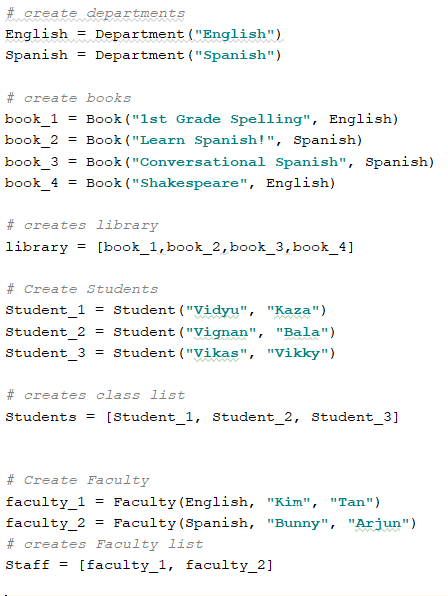 # create departments
English = Department("English")
Spanish = Department("Spanish")
# create books
book_1 = Book("1st Grade Spelling", English)
book_2 = Book("Learn Spanish!", Spanish)
book_3 = Book("Conversational Spanish", Spanish)
book_4 = Book("Shakespeare", English)
# creates library
library = [book_1,book_2,book_3,book_4]
# Create Students
Student_1 = Student("Vidyu", "Kaza")
Student_2 = Student("Vignan", "Bala")
Student_3 = Student("Vikas", "Vikky")
# creates class list
Students = [Student_1, Student_2, Student_3]
# Create Faculty
faculty_1 = Faculty(English, "Kim", "Tan")
faculty_2 = Faculty(Spanish, "Bunny", "Arjun")
# creates Faculty list
Staff = [faculty_1, faculty_2]